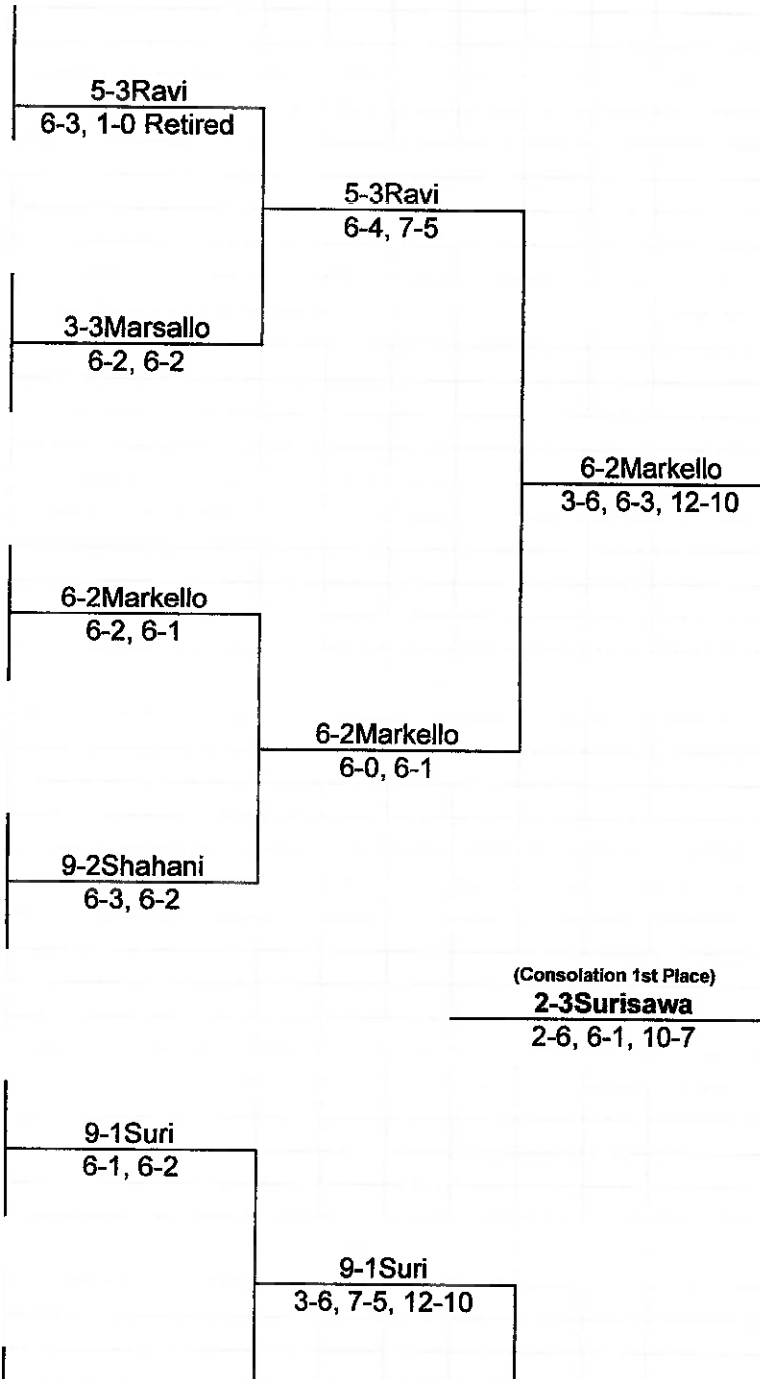 5-3Ravi
6-3, 1-0 Retired
5-3Ravi
6-4, 7-5
3-3Marsallo
6-2, 6-2
6-2Markello
3-6, 6-3, 12-10
6-2Markello
6-2, 6-1
6-2Markello
6-0, 6-1
9-2Shahani
6-3, 6-2
(Consolation 1st Place)
2-3Surisawa
2-6, 6-1, 10-7
9-1Suri
6-1, 6-2
9-1Suri
3-6, 7-5, 12-10